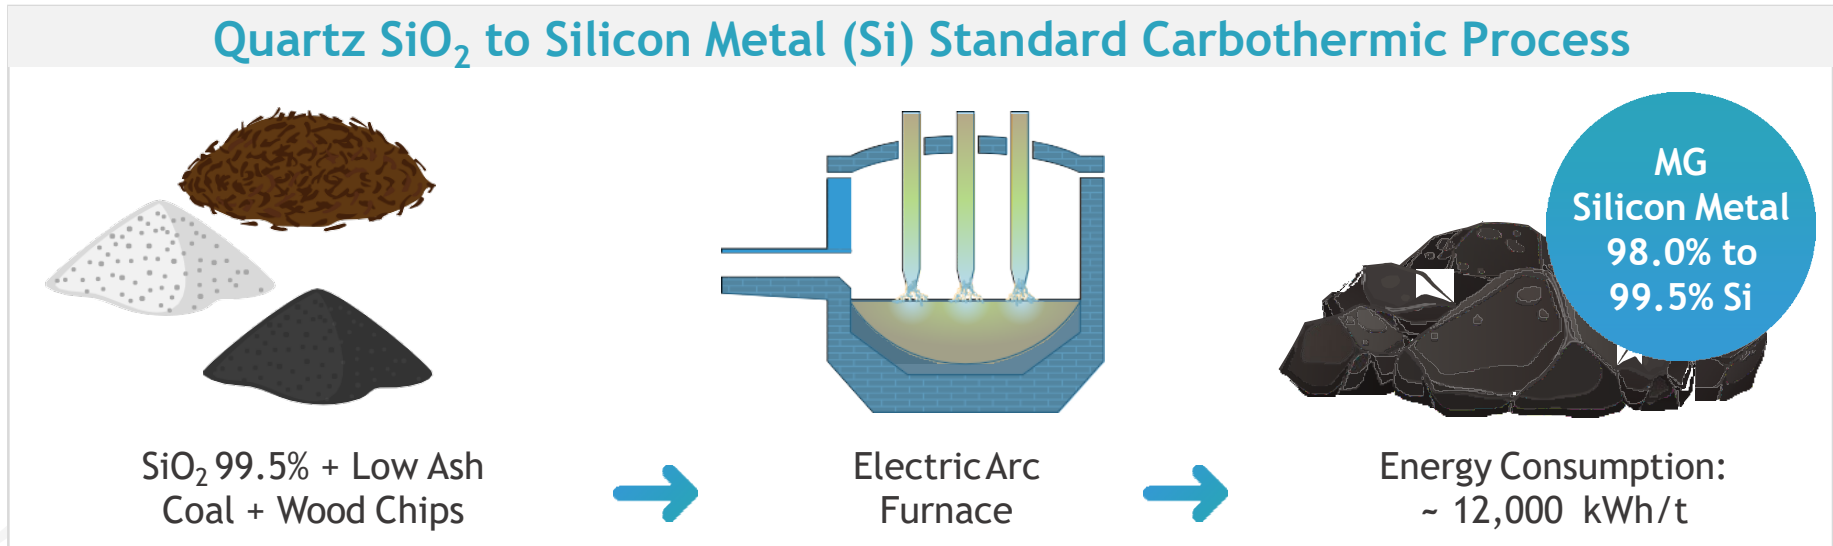 Quartz SiO₂ to Silicon Metal (Si) Standard Carbothermic Process
MG
Silicon Metal
98.0% to
99.5% Si
SiO₂ 99.5% + Low Ash
Coal + Wood Chips
Electric Arc
Furnace
Energy Consumption:
~ 12,000 kWh/t